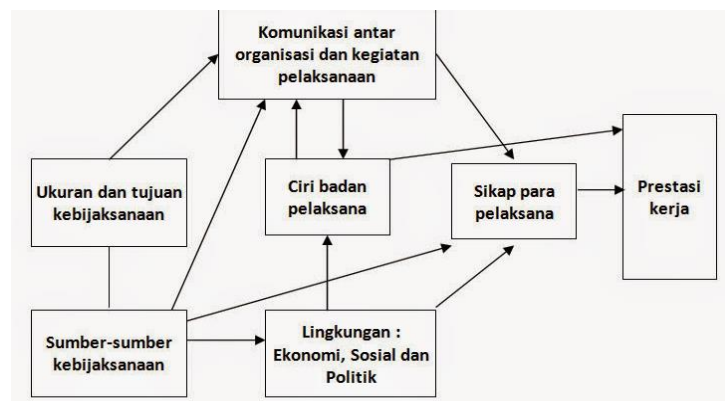 Komunikasi antar
organisasi dan kegiatan
pelaksanaan
Ukuran dan tujuan
kebijaksanaan
Ciri badan
pelaksana
Sikap para
pelaksana
Prestasi
kerja
Sumber-sumber
kebijaksanaan
Lingkungan :
Ekonomi, Sosial dan
Politik